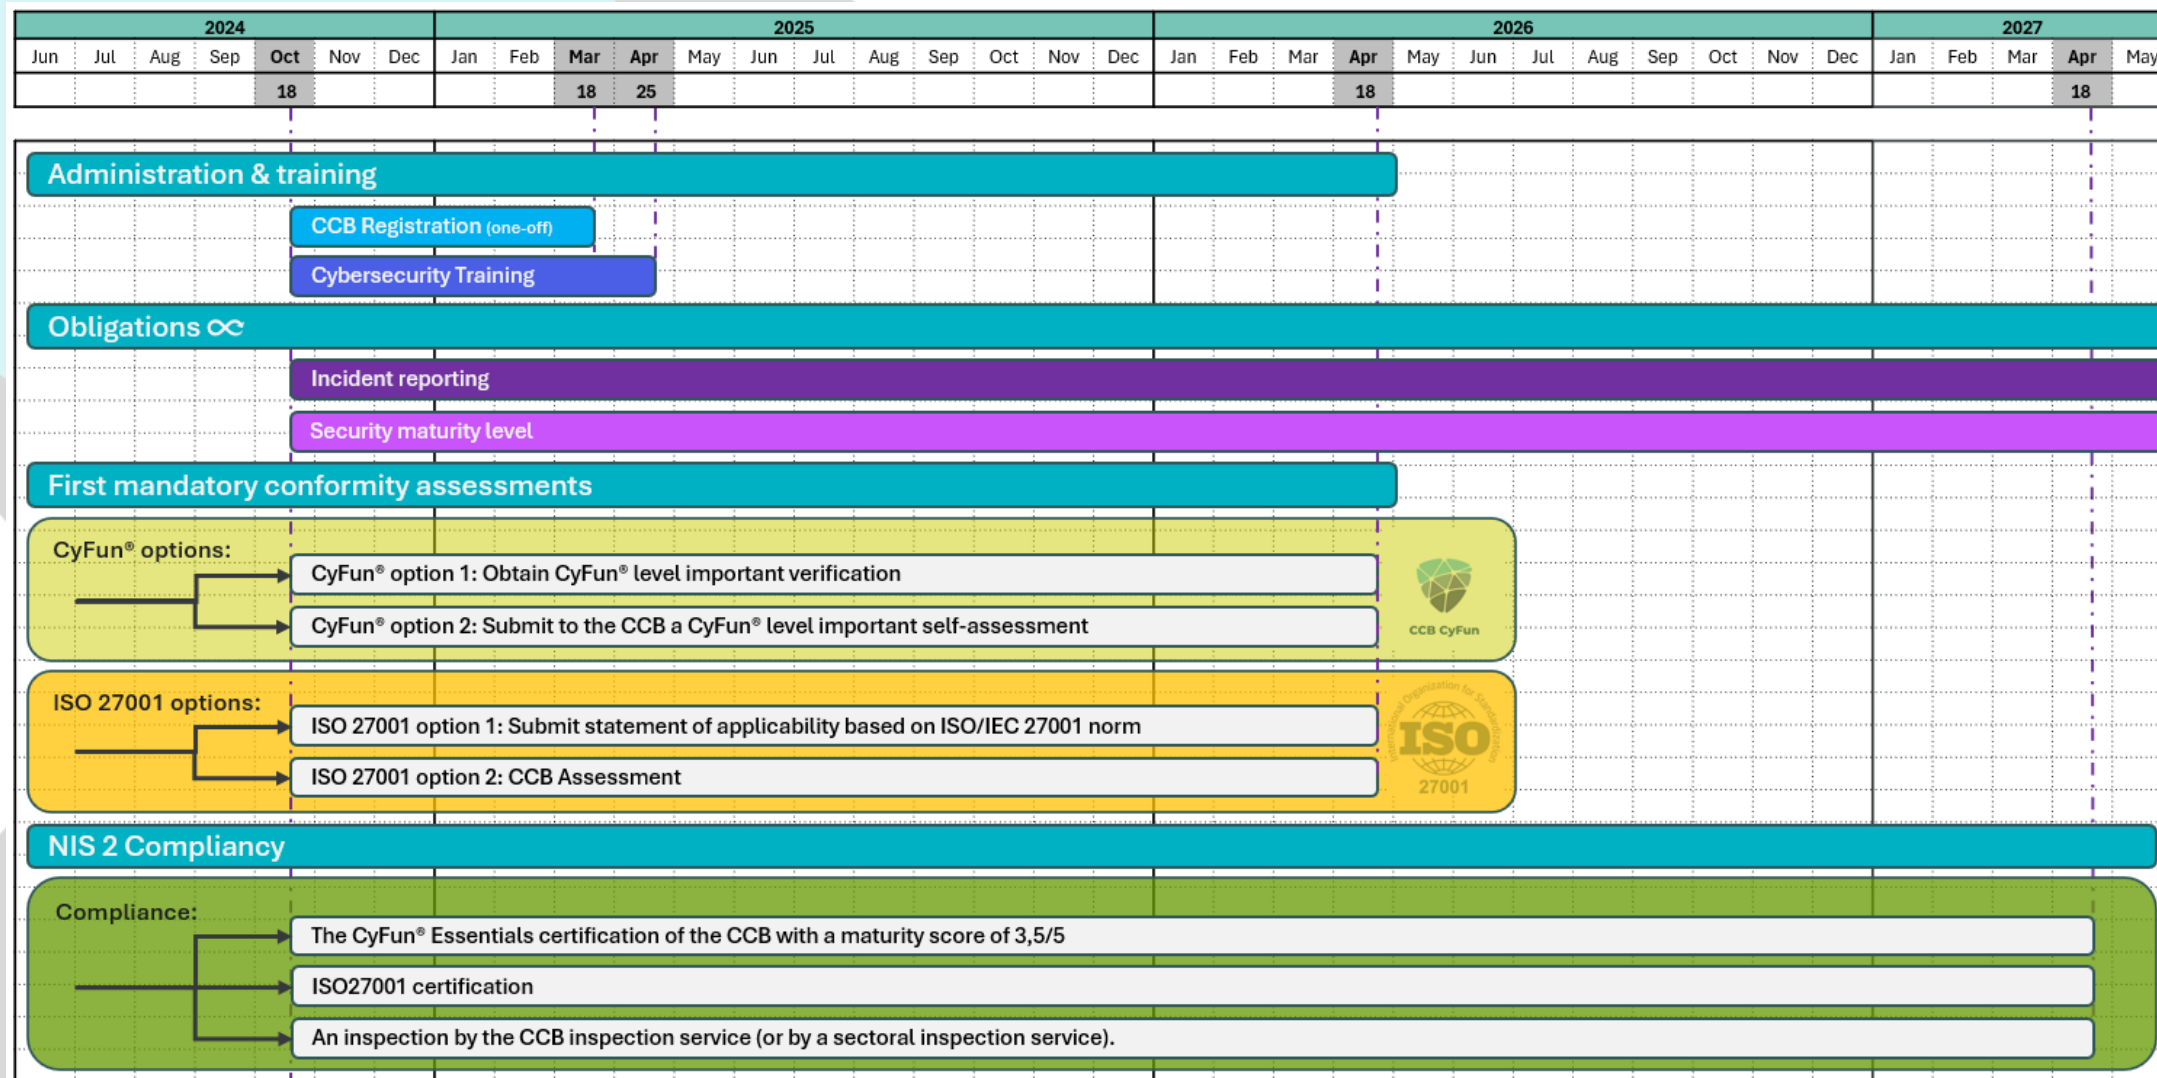 2024 2025 2026 2027
Jun Jul Aug Sep Oct Nov Dec Jan Feb Mar Apr May Jun Jul Aug Sep Oct Nov Dec Jan Feb Mar Apr May Jun Jul Aug Sep Oct Nov Dec Jan Feb Mar Apr May
18 18 25 18 18
Administration & training
CCB Registration (one-off)
Cybersecurity Training
Obligations ∞
Incident reporting
Security maturity level
First mandatory conformity assessments
CyFun® options:
CyFun® option 1: Obtain CyFun® level important verification
CyFun® option 2: Submit to the CCB a CyFun® level important self-assessment
CCB CyFun
ISO 27001 options:
ISO 27001 option 1: Submit statement of applicability based on ISO/IEC 27001 norm
ISO 27001 option 2: CCB Assessment
International Organization for Standardization
ISO
27001
NIS 2 Compliancy
Compliance:
The CyFun® Essentials certification of the CCB with a maturity score of 3,5/5
ISO27001 certification
An inspection by the CCB inspection service (or by a sectoral inspection service).